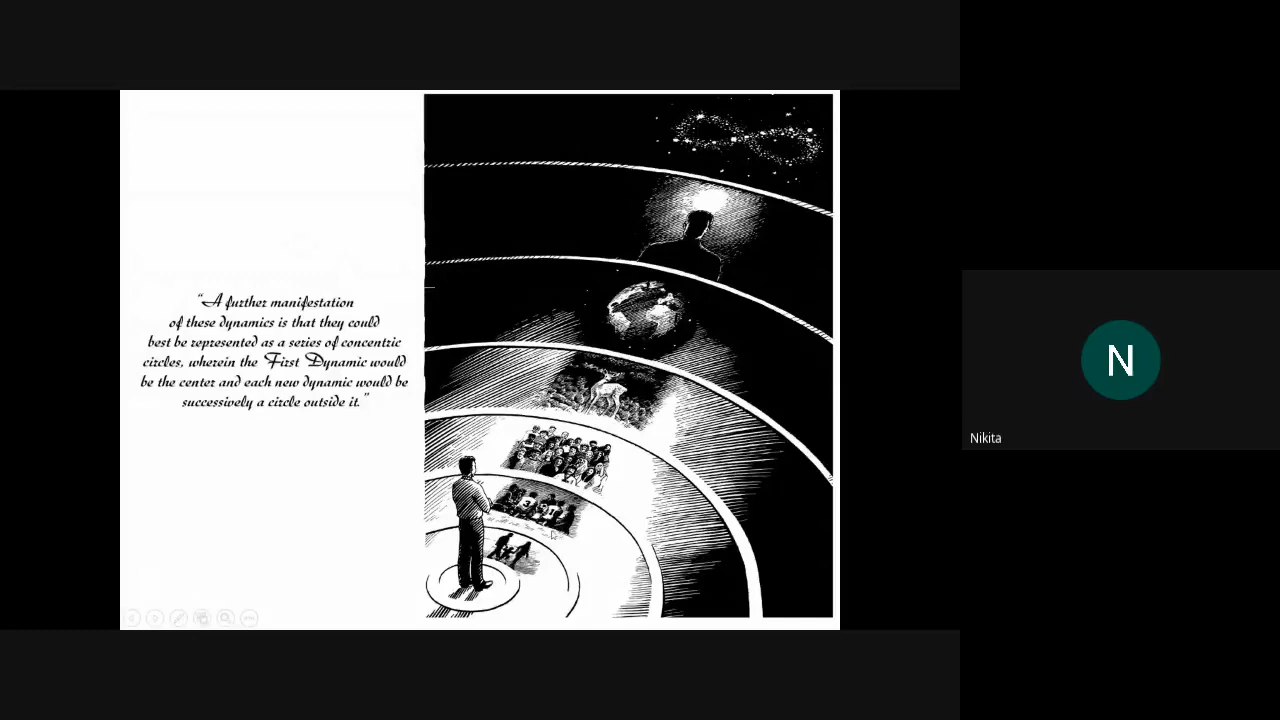 “A further manifestation
of these dynamics is that they could
best be represented as a series of concentric
circles, wherein the First Dynamic would
be the center and each new dynamic would be
successively a circle outside it.”
N
Nikita